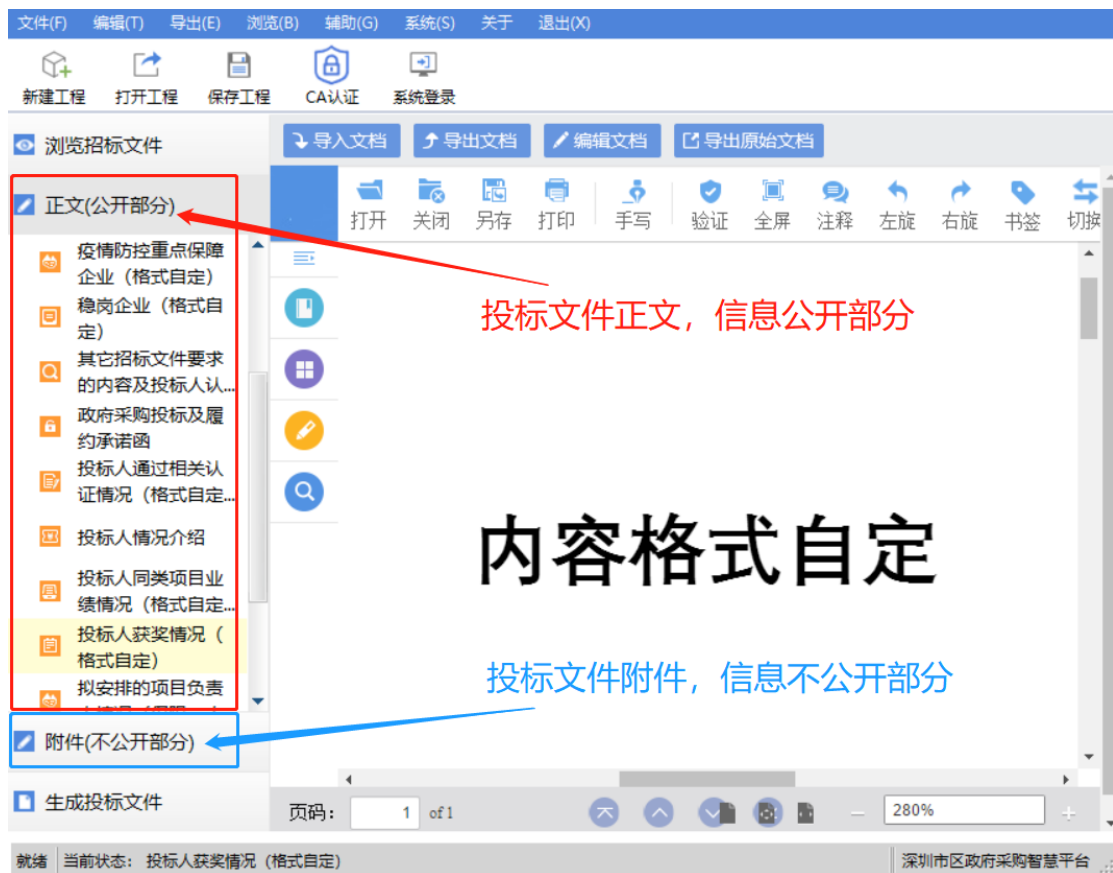 文件(F) 编辑(T) 导出(E) 浏览(B) 辅助(G) 系统(S) 关于 退出(X)
新建工程 打开工程 保存工程 CA认证 系统登录
浏览招标文件
导入文档 导出文档 编辑文档 导出原始文档
正文(公开部分)
打开 关闭 另存 打印 手写 验证 全屏 注释 左旋 右旋 书签 切换
疫情防控重点保障
企业（格式自定）
稳岗企业（格式自
定）
其它招标文件要求
的内容及投标人认...
政府采购投标及履
约承诺函
投标人通过相关认
证情况（格式自定...
投标人情况介绍
投标人同类项目业
绩情况（格式自定...
投标人获奖情况（
格式自定）
拟安排的项目负责
投标文件正文，信息公开部分
内容格式自定
投标文件附件，信息不公开部分
附件(不公开部分)
生成投标文件
页码： 1 of 1 280%
就绪 当前状态： 投标人获奖情况（格式自定） 深圳市区政府采购智慧平台